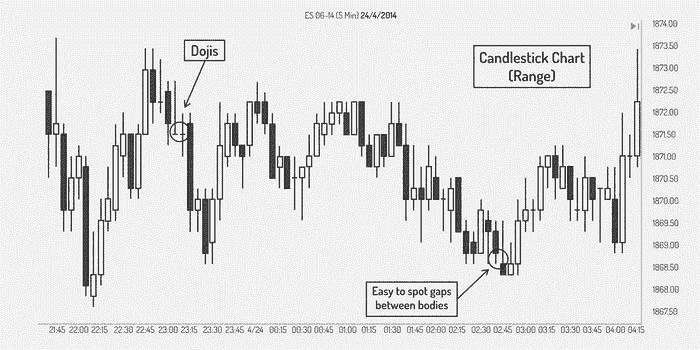 ES 06-14 (5 Min) 24/4/2014
Dojis
Candlestick Chart
(Range)
Easy to spot gaps
between bodies
1874.00
1873.50
1873.00
1872.50
1872.00
1871.50
1871.00
1870.50
1870.00
1869.50
1869.00
1868.50
1868.00
1867.50
21:45 22:00 22:15 22:30 22:45 23:00 23:15 23:30 23:45 4/24 00:15 00:30 00:45 01:00 01:15 01:30 01:45 02:00 02:15 02:30 02:45 03:00 03:15 03:30 03:45 04:00 04:15